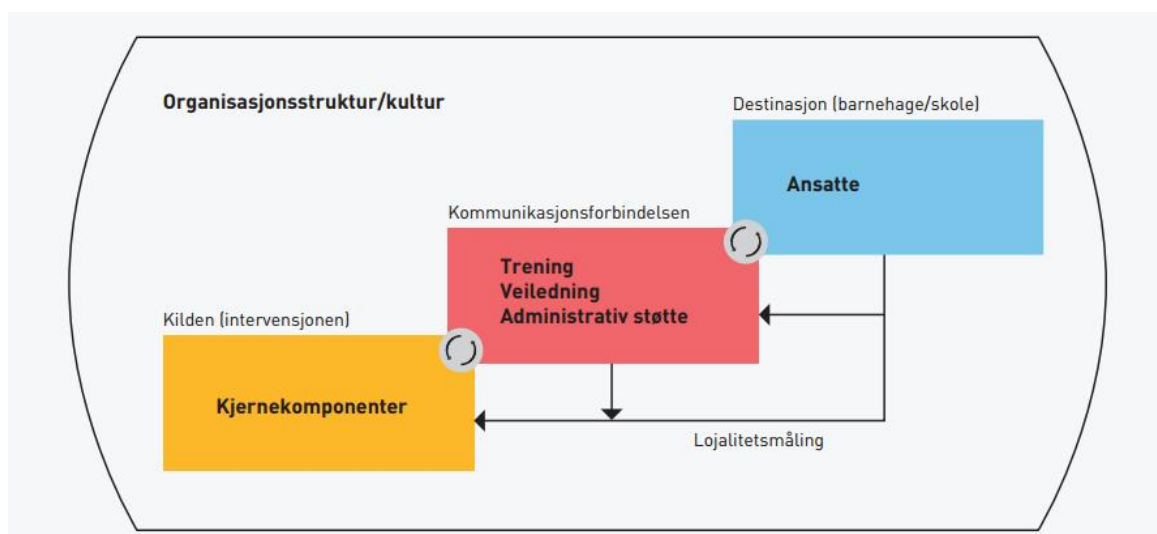 Organisasjonsstruktur/kultur
Destinasjon (barnehage/skole)
Ansatte
Kommunikasjonsforbindelsen
Trening
Veiledning
Administrativ støtte
Kilden (intervensjonen)
Kjernekomponenter
Lojalitetsmåling